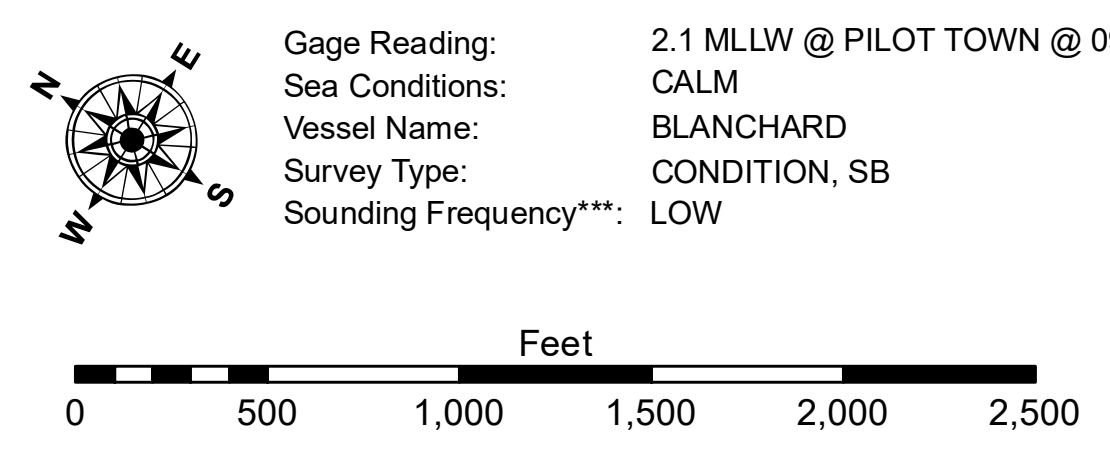 N
E
S
W
Gage Reading: 2.1 MLLW @ PILOT TOWN @
Sea Conditions: CALM
Vessel Name: BLANCHARD
Survey Type: CONDITION, SB
Sounding Frequency***: LOW
Feet
0 500 1,000 1,500 2,000 2,500